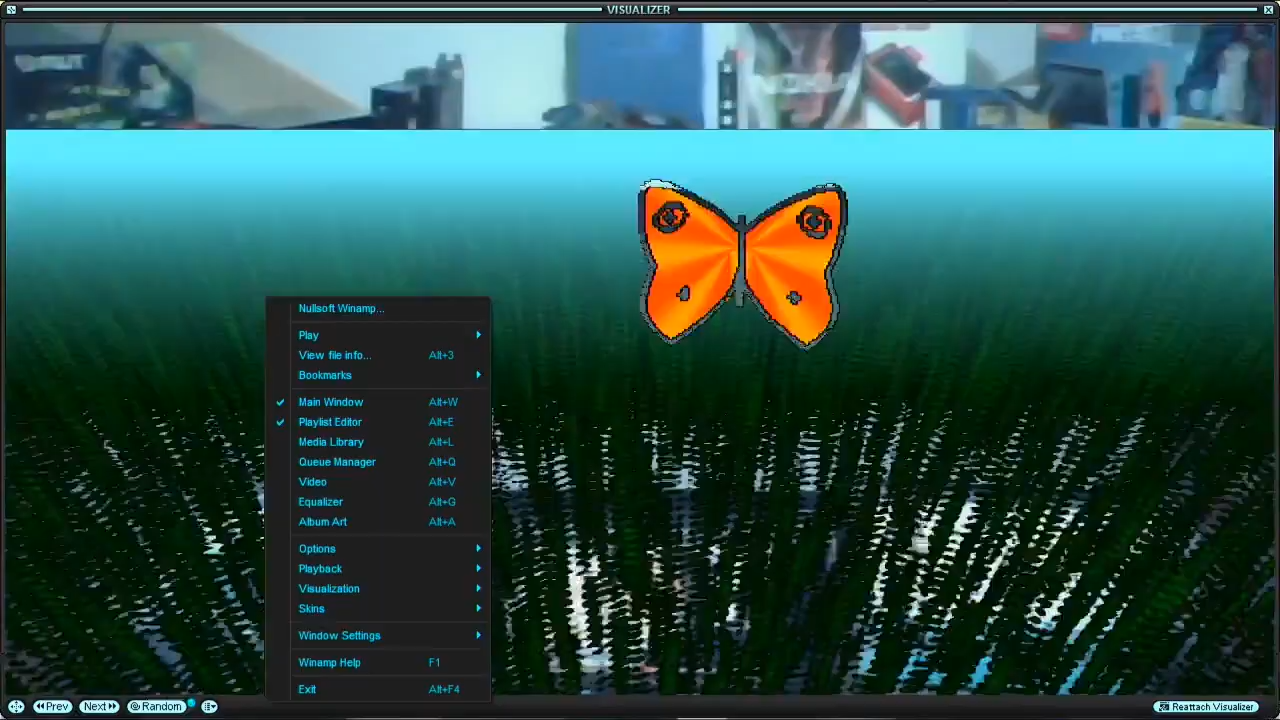 VISUALIZER
Nullsoft Winamp...
Play
View file info... Alt+3
Bookmarks
Main Window Alt+W
Playlist Editor Alt+E
Media Library Alt+L
Queue Manager Alt+Q
Video Alt+V
Equalizer Alt+G
Album Art Alt+A
Options
Playback
Visualization
Skins
Window Settings
Winamp Help F1
Exit Alt+F4
Prev Next Random Reattach Visualizer